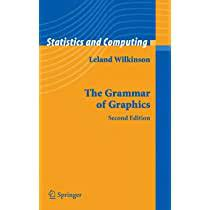 Statistics and Computing
Leland Wilkinson
The Grammar
of Graphics
Second Edition
Springer